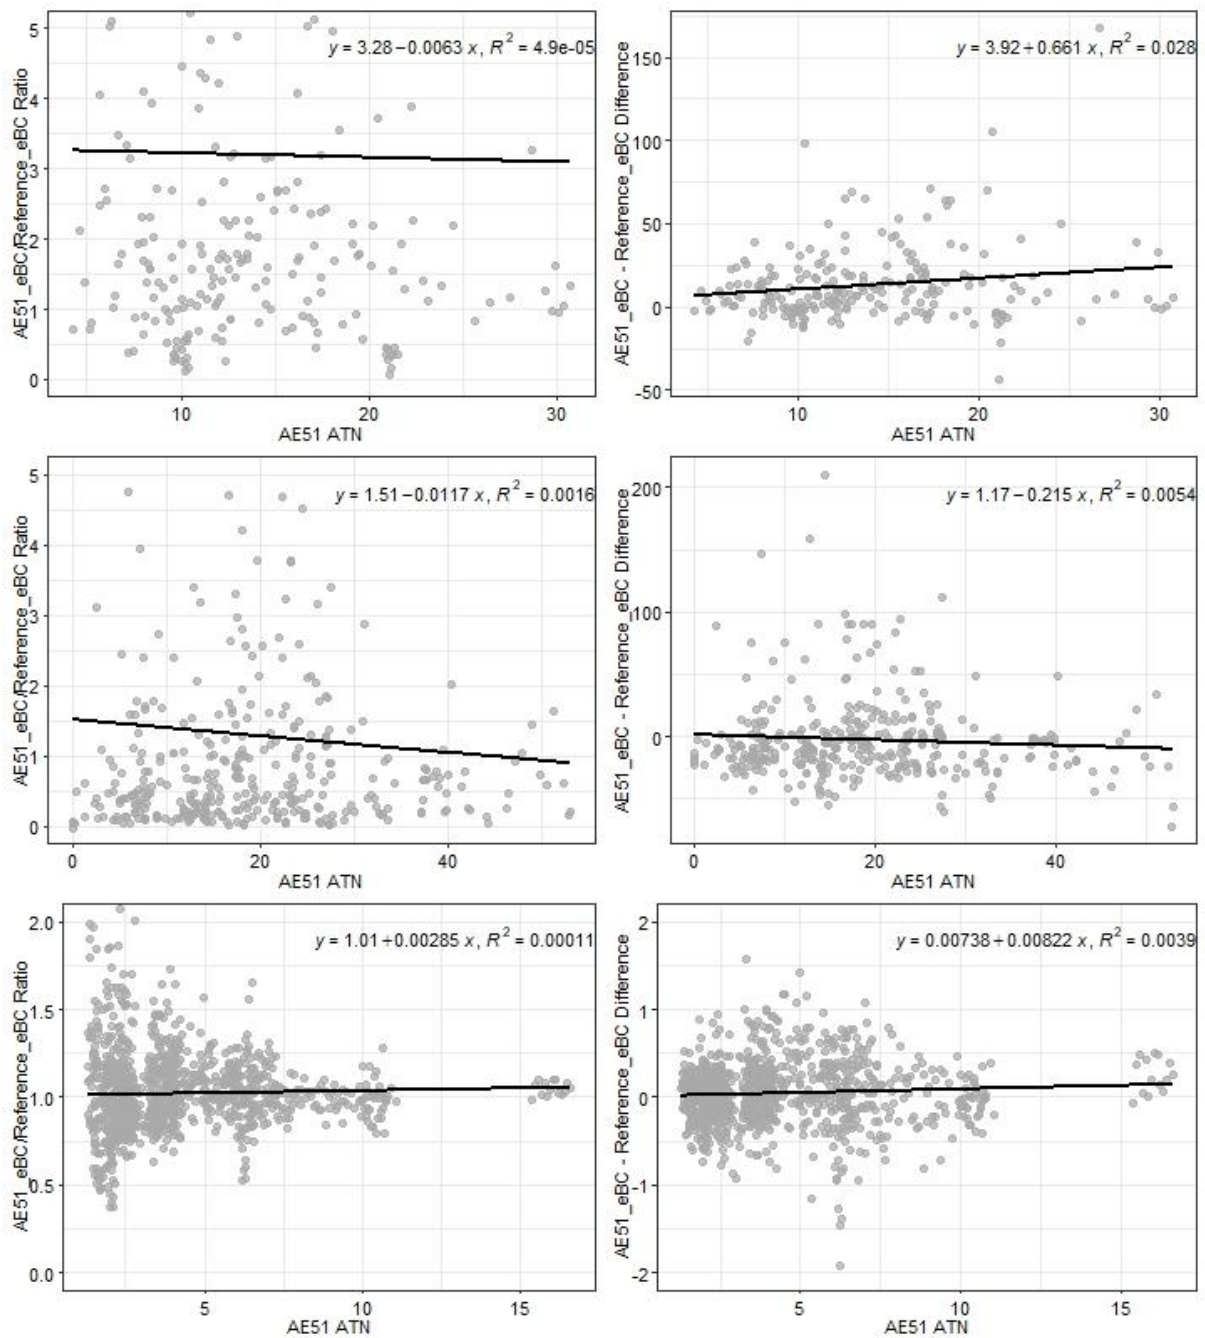 y = 3.28−0.0063 x, R² = 4.9e-05
AE51_eBC/Reference_eBC Ratio
5
4
3
2
1
0
10 20 30
AE51 ATN
y = 3.92+0.661 x, R² = 0.028
AE51_eBC - Reference_eBC Difference
150
100
50
0
-50
10 20 30
AE51 ATN
y = 1.51−0.0117 x, R² = 0.0016
AE51_eBC/Reference_eBC Ratio
5
4
3
2
1
0
0 20 40
AE51 ATN
y = 1.17−0.215 x, R² = 0.0054
AE51_eBC - Reference_eBC Difference
200
100
0
0 20 40
AE51 ATN
y = 1.01+0.00285 x, R² = 0.00011
AE51_eBC/Reference_eBC Ratio
2.0
1.5
1.0
0.5
0.0
5 10 15
AE51 ATN
y = 0.00738+0.00822 x, R² = 0.0039
AE51_eBC - Reference_eBC Difference
2
1
0
-1
-2
5 10 15
AE51 ATN